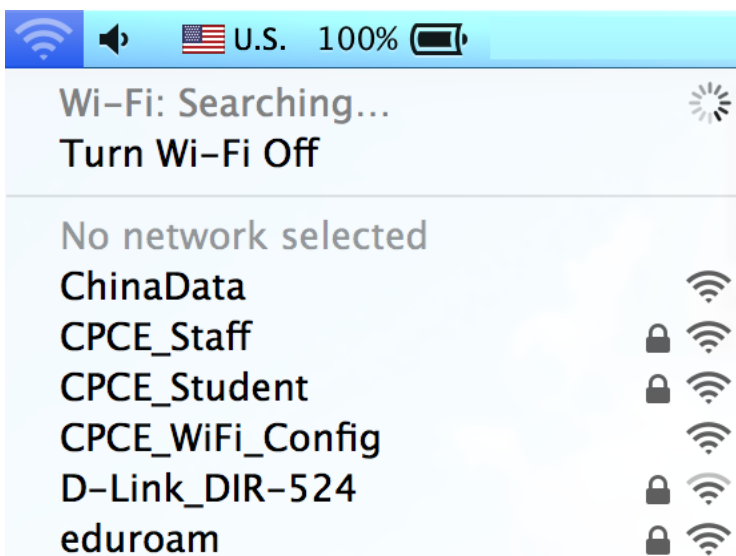 U.S. 100%
Wi-Fi: Searching...
Turn Wi-Fi Off
No network selected
ChinaData
CPCE_Staff
CPCE_Student
CPCE_WiFi_Config
D-Link_DIR-524
eduroam